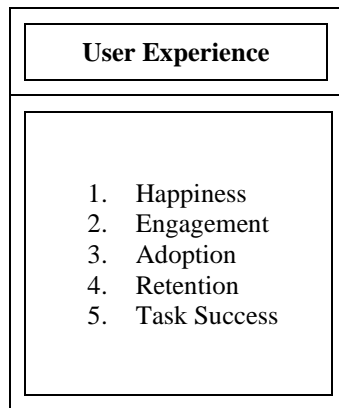 User Experience
1. Happiness
2. Engagement
3. Adoption
4. Retention
5. Task Success